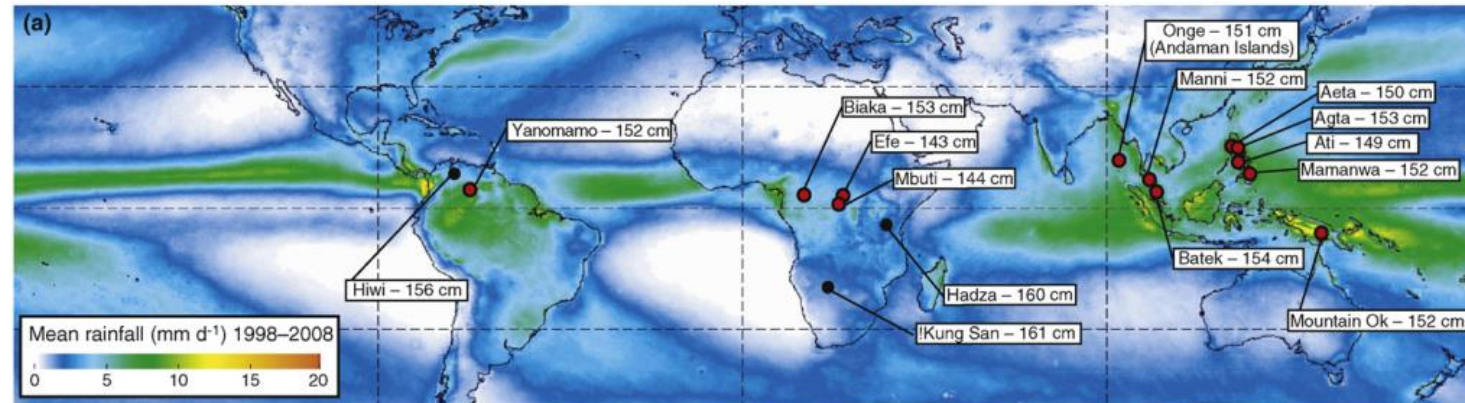 (a)
Onge – 151 cm
(Andaman Islands)
Manni – 152 cm
Aeta – 150 cm
Biaka – 153 cm
Agta – 153 cm
Yanomamo – 152 cm
Efe – 143 cm
Ati – 149 cm
Mbuti – 144 cm
Mamanwa – 152 cm
Batek – 154 cm
Hiwi – 156 cm
Hadza – 160 cm
!Kung San – 161 cm
Mountain Ok – 152 cm
Mean rainfall (mm d⁻¹) 1998–2008
0 5 10 15 20